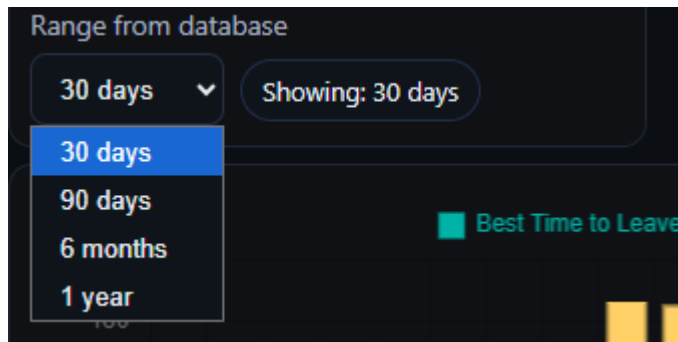 Range from database
30 days
Showing: 30 days
30 days
90 days
6 months
1 year
Best Time to Leave